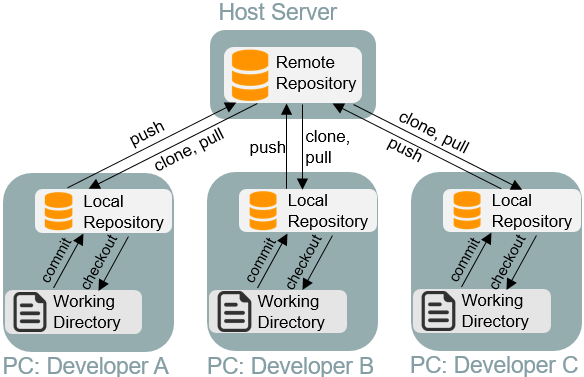 Host Server
Remote
Repository
push
clone, pull
push
clone,
pull
clone, pull
push
Local
Repository
commit
checkout
Working
Directory
PC: Developer A
Local
Repository
commit
checkout
Working
Directory
PC: Developer B
Local
Repository
commit
checkout
Working
Directory
PC: Developer C